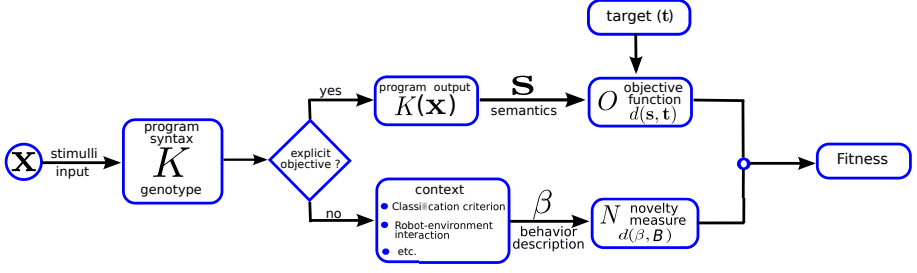 target (t)
x
stimulli
input
program
syntax
K
genotype
explicit
objective ?
yes
program output
K(x)
s
semantics
O objective
function
d(s, t)
no
context
Classification criterion
Robot-environment
interaction
etc.
β
behavior
description
N novelty
measure
d(β, B)
Fitness